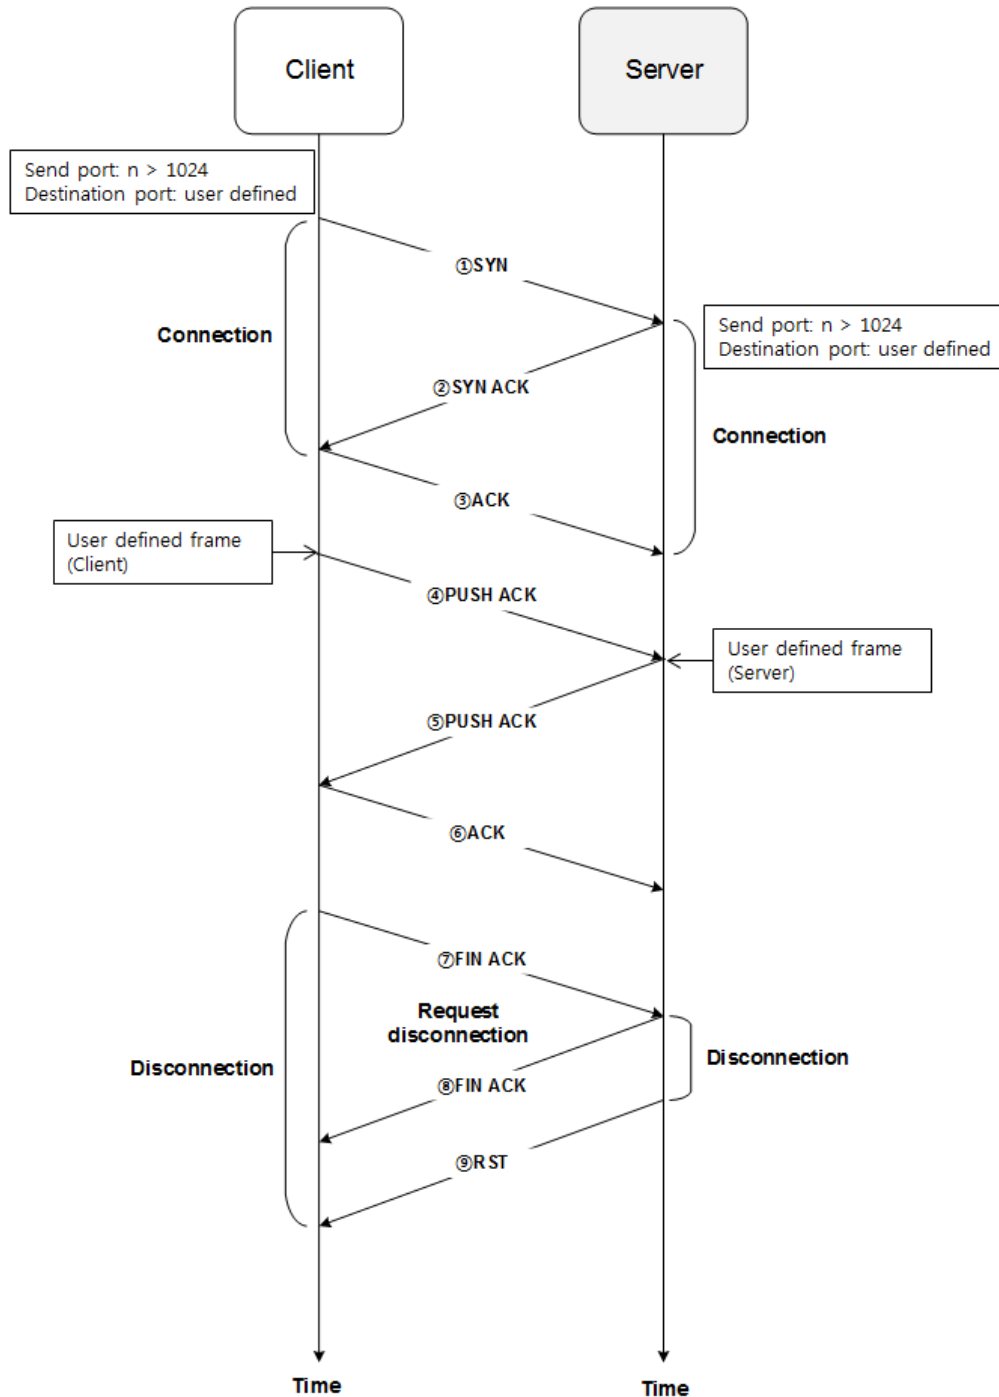 Client
Server
Send port: n > 1024
Destination port: user defined
①SYN
Send port: n > 1024
Destination port: user defined
Connection
②SYN ACK
Connection
③ACK
User defined frame
(Client)
④PUSH ACK
User defined frame
(Server)
⑤PUSH ACK
⑥ACK
⑦FIN ACK
Request
disconnection
Disconnection
Disconnection
⑧FIN ACK
⑨RST
Time
Time